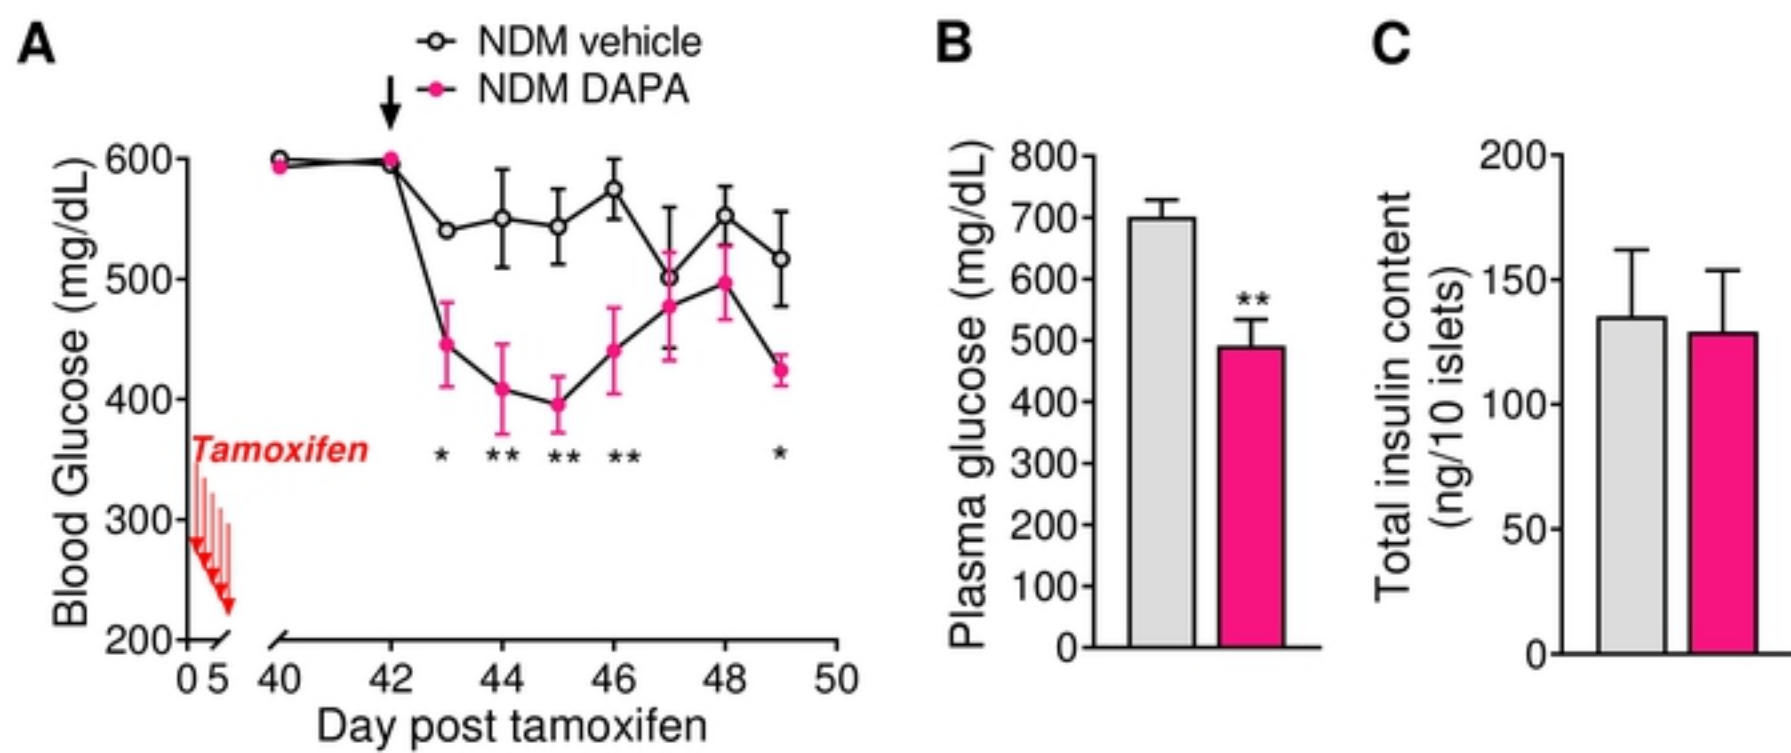 A
NDM vehicle
NDM DAPA
Blood Glucose (mg/dL)
600
500
400
300
200
Tamoxifen
* ** ** ** *
0 5 40 42 44 46 48 50
Day post tamoxifen
B
Plasma glucose (mg/dL)
800
700
600
500
400
300
200
100
0
**
C
Total insulin content
(ng/10 islets)
200
150
100
50
0